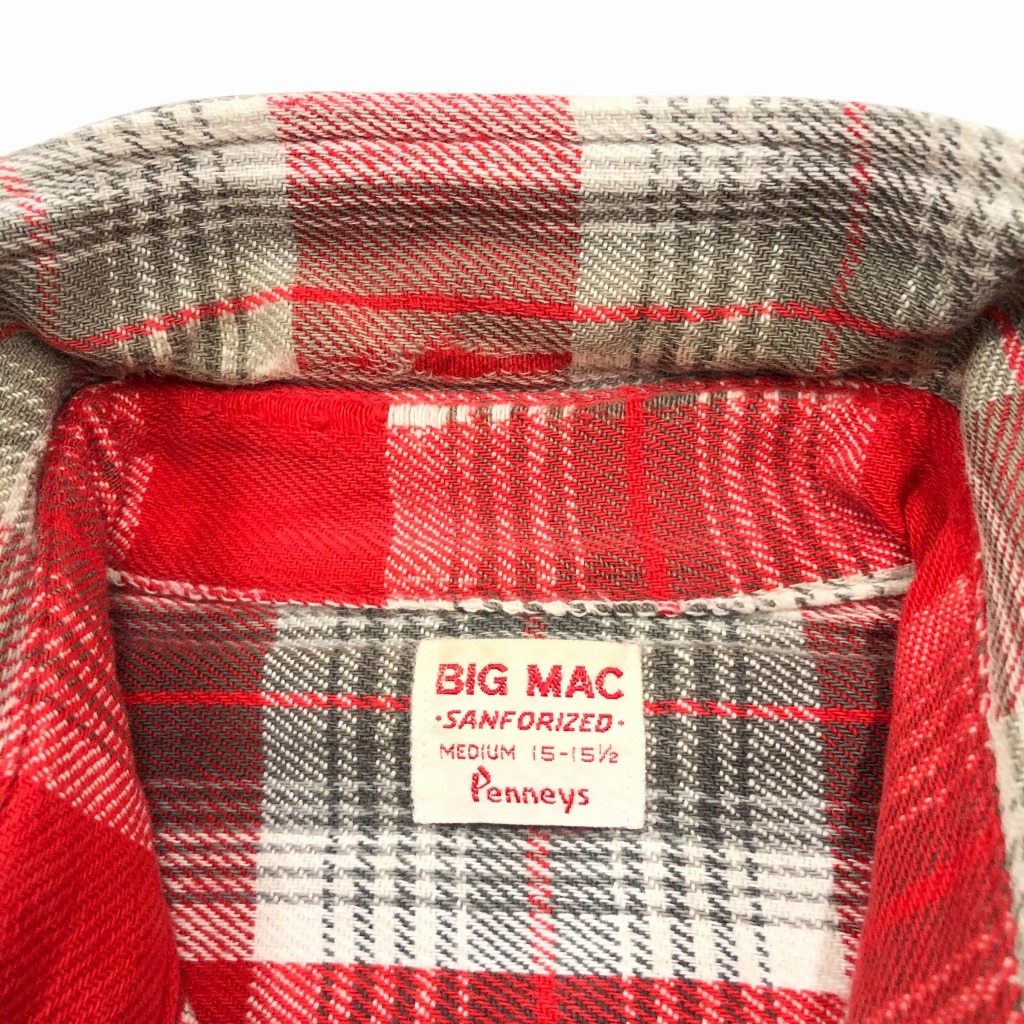 BIG MAC
·SANFORIZED·
MEDIUM 15-15½
Penneys